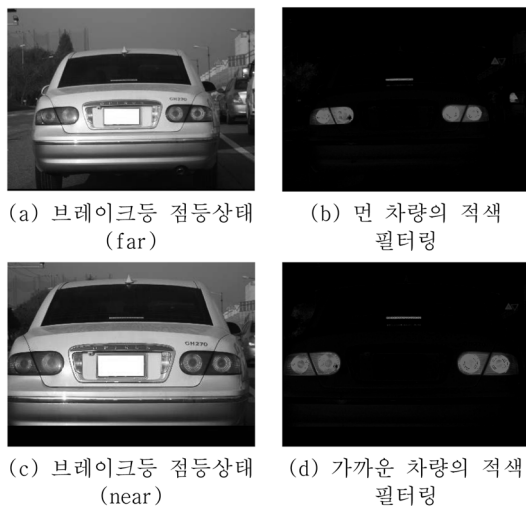 GH270
(a) 브레이크등 점등상태
(far)
(b) 먼 차량의 적색
필터링
GH270
(c) 브레이크등 점등상태
(near)
(d) 가까운 차량의 적색
필터링